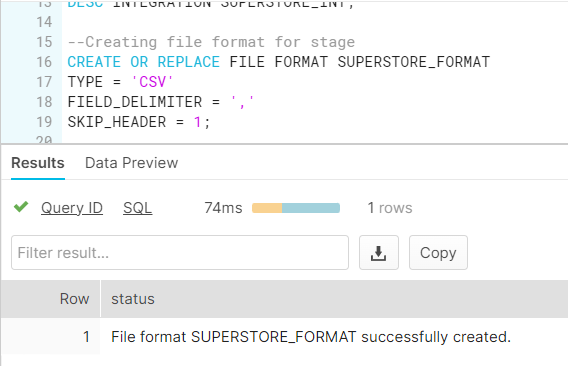 13 DESC INTEGRATION SUPERSTORE_INT;
14
15 --Creating file format for stage
16 CREATE OR REPLACE FILE FORMAT SUPERSTORE_FORMAT
17 TYPE = 'CSV'
18 FIELD_DELIMITER = ','
19 SKIP_HEADER = 1;
20
Results Data Preview
Query ID SQL 74ms 1 rows
Filter result... Copy
Row status
1 File format SUPERSTORE_FORMAT successfully created.